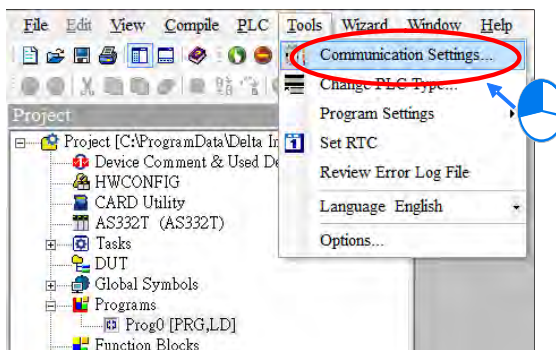 File Edit View Compile PLC Tools Wizard Window Help
Communication Settings...
Change PLC Type...
Program Settings
Set RTC
Review Error Log File
Language English
Options...
Project
Project [C:\ProgramData\Delta In
Device Comment & Used De
HWCONFIG
CARD Utility
AS332T (AS332T)
Tasks
DUT
Global Symbols
Programs
Prog0 [PRG,LD]
Function Blocks